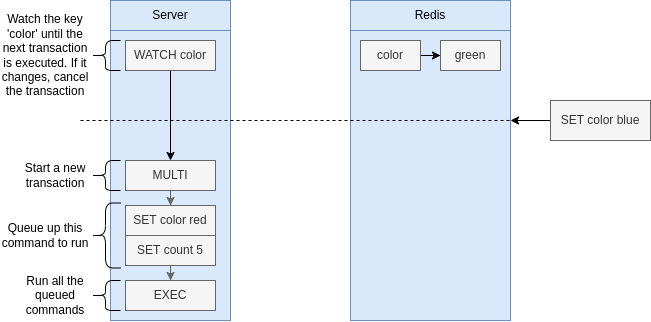 Server
Redis
Watch the key
'color' until the
next transaction
is executed. If it
changes, cancel
the transaction
WATCH color
color
green
SET color blue
Start a new
transaction
MULTI
Queue up this
command to run
SET color red
SET count 5
Run all the
queued
commands
EXEC